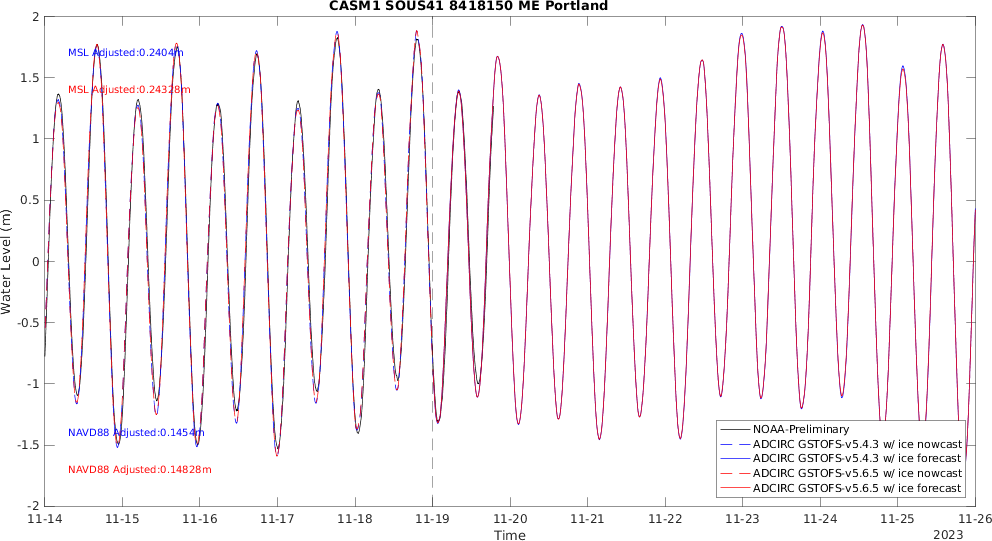 CASM1 SOUS41 8418150 ME Portland
2
1.5
1
0.5
0
-0.5
-1
-1.5
-2
Water Level (m)
MSL Adjusted:0.2404m
MSL Adjusted:0.24328m
NAVD88 Adjusted:0.1454m
NAVD88 Adjusted:0.14828m
NOAA-Preliminary
ADCIRC GSTOFS-v5.4.3 w/ ice nowcast
ADCIRC GSTOFS-v5.4.3 w/ ice forecast
ADCIRC GSTOFS-v5.6.5 w/ ice nowcast
ADCIRC GSTOFS-v5.6.5 w/ ice forecast
11-14 11-15 11-16 11-17 11-18 11-19 11-20 11-21 11-22 11-23 11-24 11-25 11-26
Time
2023